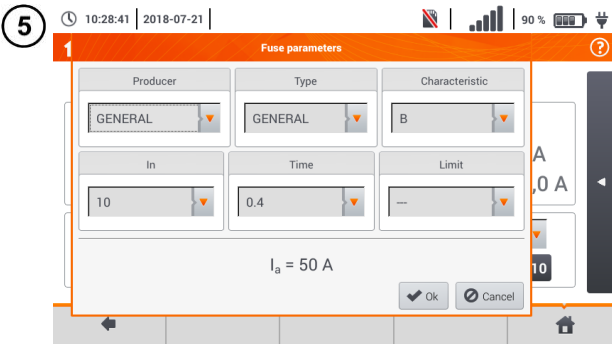 5
10:28:41 2018-07-21 90 %
1 Fuse parameters ?
Producer Type Characteristic
GENERAL GENERAL B
In Time Limit
10 0.4 ---
A
,0 A
Ia = 50 A
10
Ok Cancel